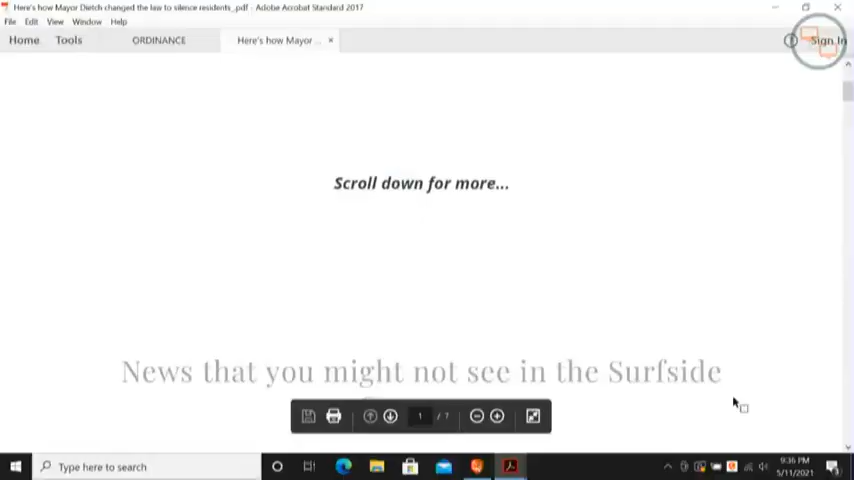 Here's how Mayor Dietch changed the law to silence residents_.pdf - Adobe Acrobat Standard 2017
File Edit View Window Help
Home Tools ORDINANCE Here's how Mayor ... × Sign In
Scroll down for more...
News that you might not see in the Surfside
1 / 7
Type here to search
9:36 PM
5/11/2021